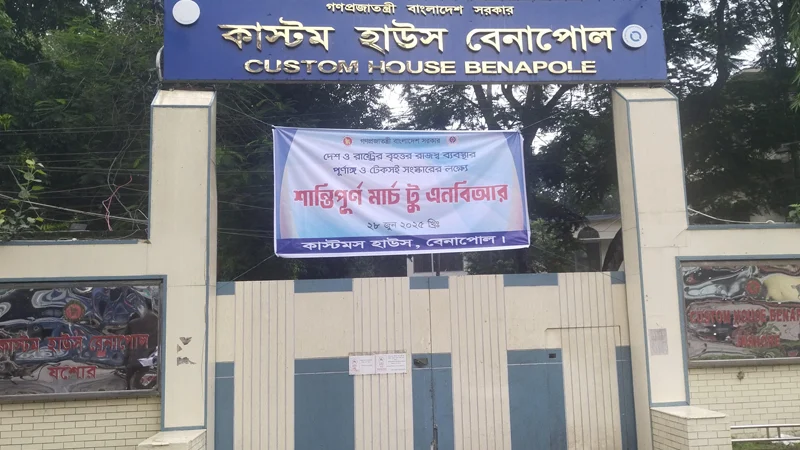 গণপ্রজাতন্ত্রী বাংলাদেশ সরকার
কাস্টম হাউস বেনাপোল
CUSTOM HOUSE BENAPOLE
গণপ্রজাতন্ত্রী বাংলাদেশ সরকার
দেশ ও রাষ্ট্রের বৃহত্তর রাজস্ব ব্যবস্থার
পূর্ণাঙ্গ ও টেকসই সংস্কারের লক্ষ্যে
শান্তিপূর্ণ মার্চ টু এনবিআর
২৮ জুন ২০২৫ খ্রিঃ
কাস্টমস হাউস, বেনাপোল।
কাস্টম হাউস বেনাপোল
যশোর
CUSTOM HOUSE